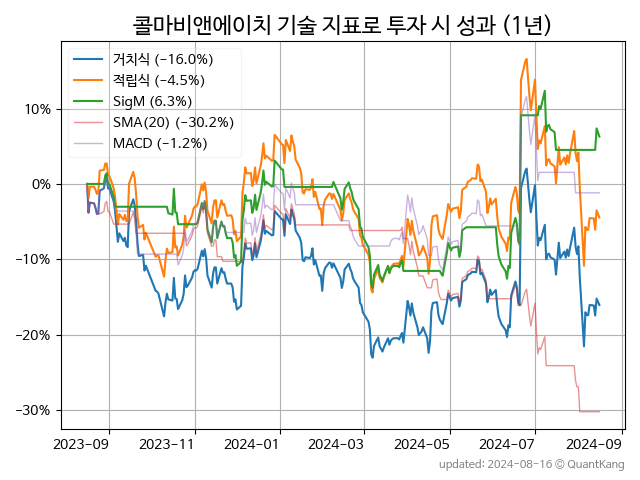 콜마비앤에이치 기술 지표로 투자 시 성과 (1년)
거치식 (−16.0%)
적립식 (−4.5%)
SigM (6.3%)
SMA(20) (−30.2%)
MACD (−1.2%)
10%
0%
−10%
−20%
−30%
2023-09 2023-11 2024-01 2024-03 2024-05 2024-07 2024-09
updated: 2024-08-16 © QuantKang